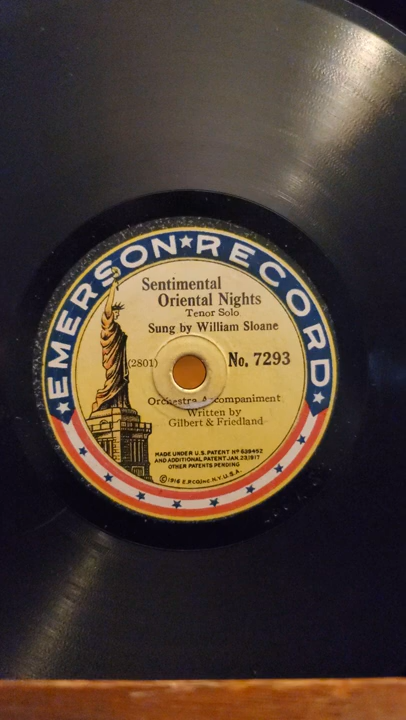 EMERSON★RECORD
Sentimental
Oriental Nights
Tenor Solo
Sung by William Sloane
(2801)
No. 7293
Orchestra Accompaniment
Written by
Gilbert & Friedland
MADE UNDER U.S. PATENT Nº 639452
AND ADDITIONAL PATENT JAN. 23, 1917
OTHER PATENTS PENDING
©1916 E.P.CO.Inc. N.Y. U.S.A.